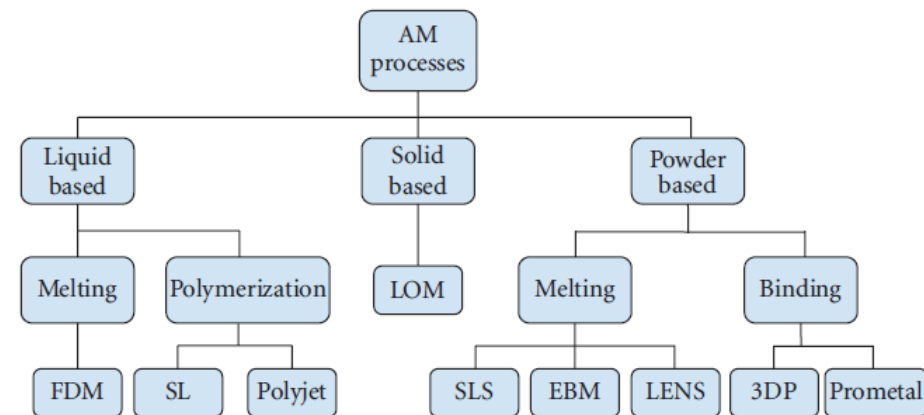 AM
processes
Liquid
based
Solid
based
Powder
based
Melting
Polymerization
LOM
Melting
Binding
FDM
SL
Polyjet
SLS
EBM
LENS
3DP
Prometal